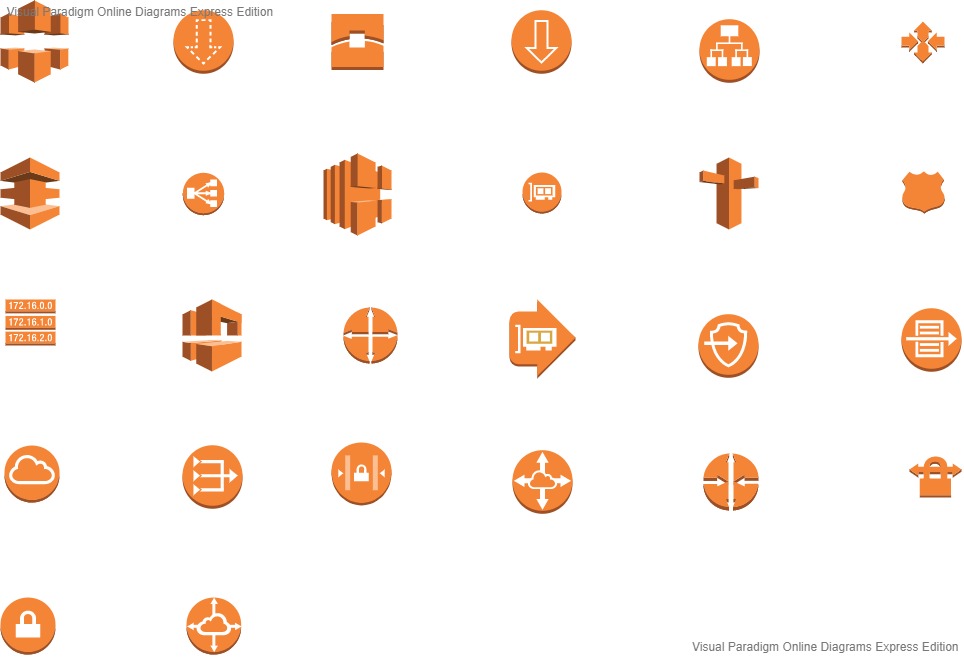 Visual Paradigm Online Diagrams Express Edition
172.16.0.0
172.16.1.0
172.16.2.0
Visual Paradigm Online Diagrams Express Edition